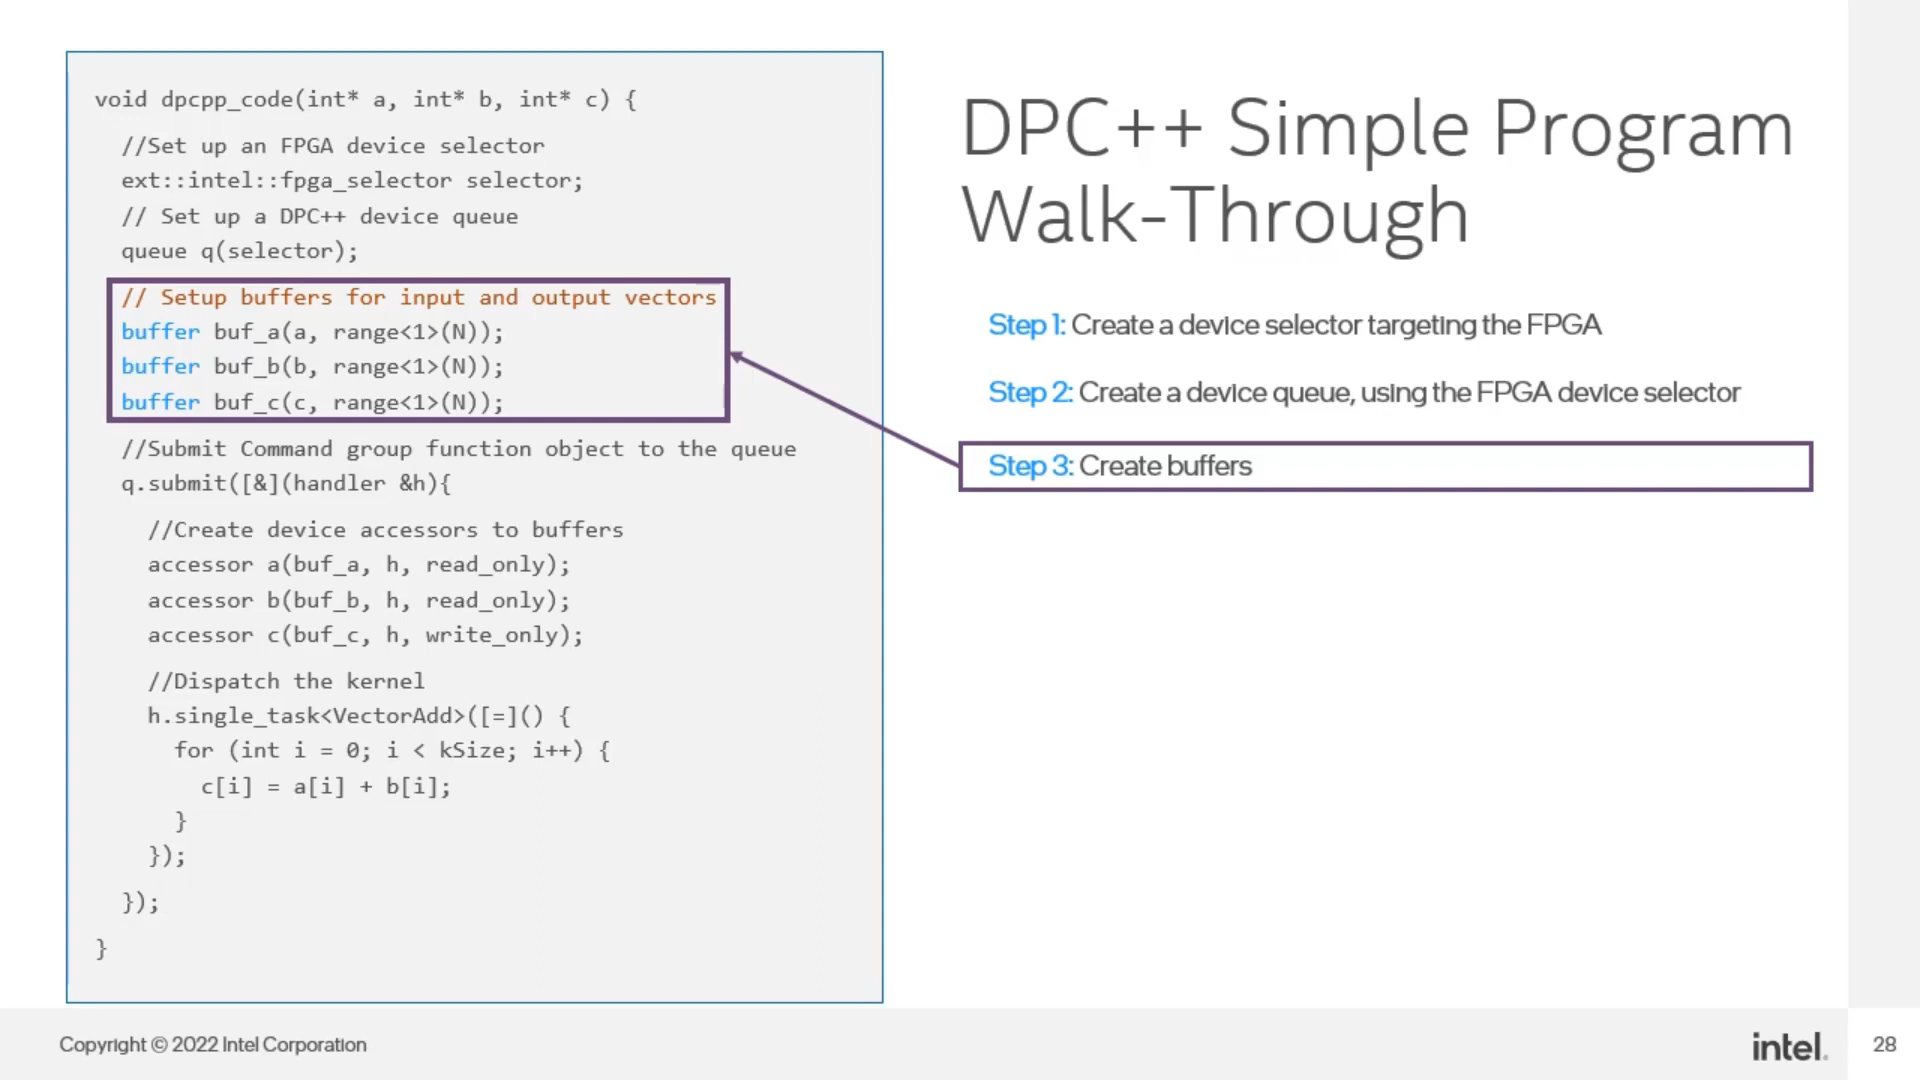 void dpcpp_code(int* a, int* b, int* c) {
//Set up an FPGA device selector
ext::intel::fpga_selector selector;
// Set up a DPC++ device queue
queue q(selector);
// Setup buffers for input and output vectors
buffer buf_a(a, range<1>(N));
buffer buf_b(b, range<1>(N));
buffer buf_c(c, range<1>(N));
//Submit Command group function object to the queue
q.submit([&](handler &h){
//Create device accessors to buffers
accessor a(buf_a, h, read_only);
accessor b(buf_b, h, read_only);
accessor c(buf_c, h, write_only);
//Dispatch the kernel
h.single_task<VectorAdd>([=]() {
for (int i = 0; i < kSize; i++) {
c[i] = a[i] + b[i];
}
});
});
}
DPC++ Simple Program
Walk-Through
Step 1: Create a device selector targeting the FPGA
Step 2: Create a device queue, using the FPGA device selector
Step 3: Create buffers
Copyright © 2022 Intel Corporation
intel.
28